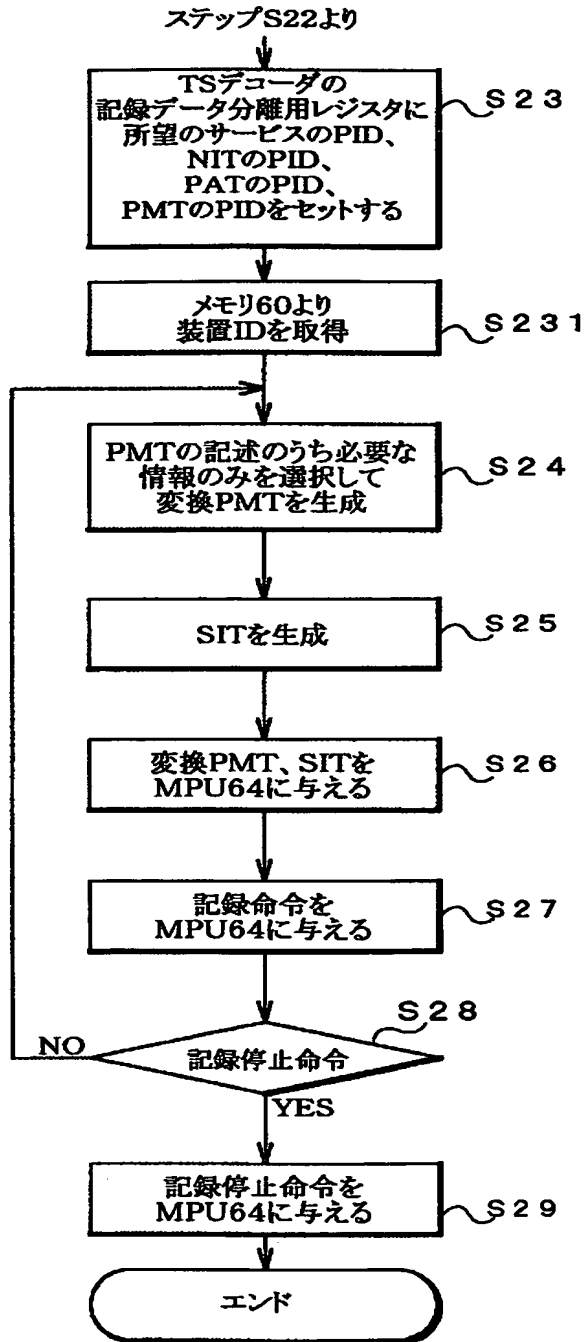 ステップS22より
TSデコーダの
記録データ分離用レジスタに
所望のサービスのPID、
NITのPID、
PATのPID、
PMTのPIDをセットする
S23
メモリ60より
装置IDを取得
S231
PMTの記述のうち必要な
情報のみを選択して
変換PMTを生成
S24
SITを生成
S25
変換PMT、SITを
MPU64に与える
S26
記録命令を
MPU64に与える
S27
S28
NO
記録停止命令
YES
記録停止命令を
MPU64に与える
S29
エンド